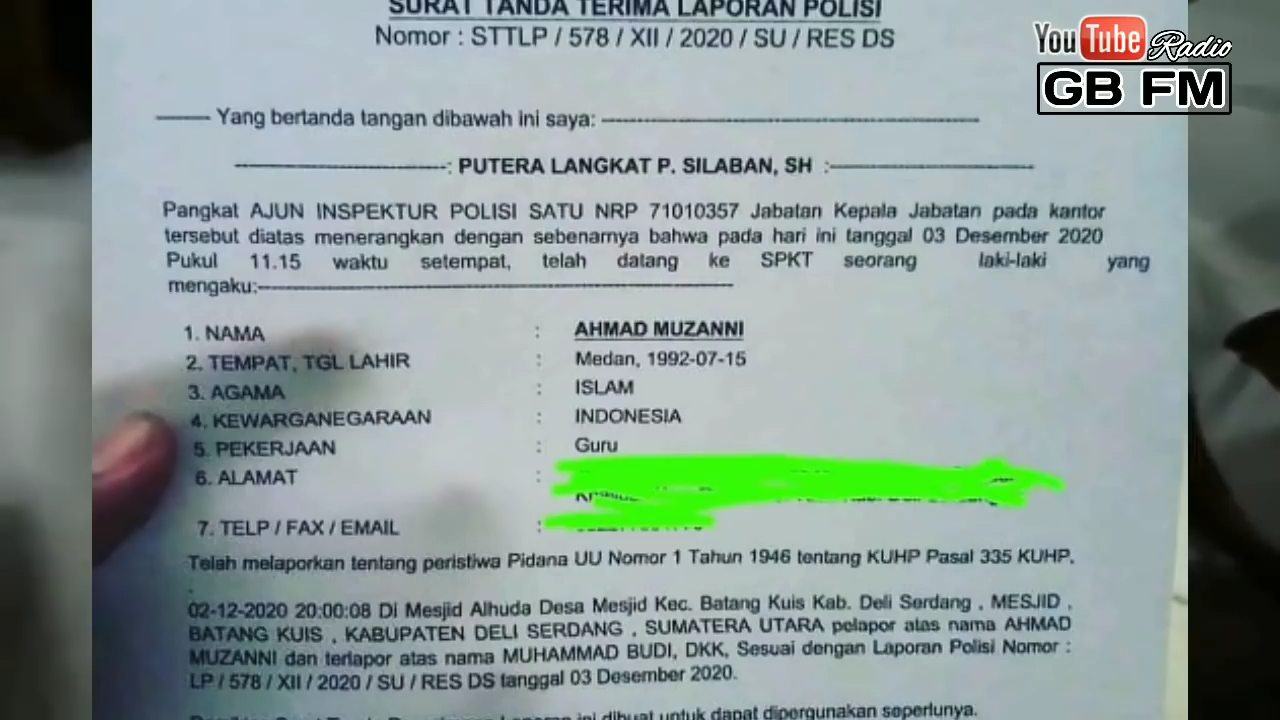 SURAT TANDA TERIMA LAPORAN POLISI
Nomor : STTLP / 578 / XII / 2020 / SU / RES DS
YouTube Radio
GB FM
Yang bertanda tangan dibawah ini saya:
: PUTERA LANGKAT P. SILABAN, SH :
Pangkat AJUN INSPEKTUR POLISI SATU NRP 71010357 Jabatan Kepala Jabatan pada kantor
tersebut diatas menerangkan dengan sebenarnya bahwa pada hari ini tanggal 03 Desember 2020
Pukul 11.15 waktu setempat, telah datang ke SPKT seorang laki-laki yang
mengaku:
1. NAMA : AHMAD MUZANNI
2. TEMPAT, TGL LAHIR : Medan, 1992-07-15
3. AGAMA : ISLAM
4. KEWARGANEGARAAN : INDONESIA
5. PEKERJAAN : Guru
6. ALAMAT :
7. TELP / FAX / EMAIL :
Telah melaporkan tentang peristiwa Pidana UU Nomor 1 Tahun 1946 tentang KUHP Pasal 335 KUHP.
02-12-2020 20:00:08 Di Mesjid Alhuda Desa Mesjid Kec. Batang Kuis Kab. Deli Serdang , MESJID ,
BATANG KUIS , KABUPATEN DELI SERDANG , SUMATERA UTARA pelapor atas nama AHMAD
MUZANNI dan terlapor atas nama MUHAMMAD BUDI, DKK, Sesuai dengan Laporan Polisi Nomor :
LP / 578 / XII / 2020 / SU / RES DS tanggal 03 Desember 2020.
ini dibuat untuk dapat dipergunakan seperlunya.